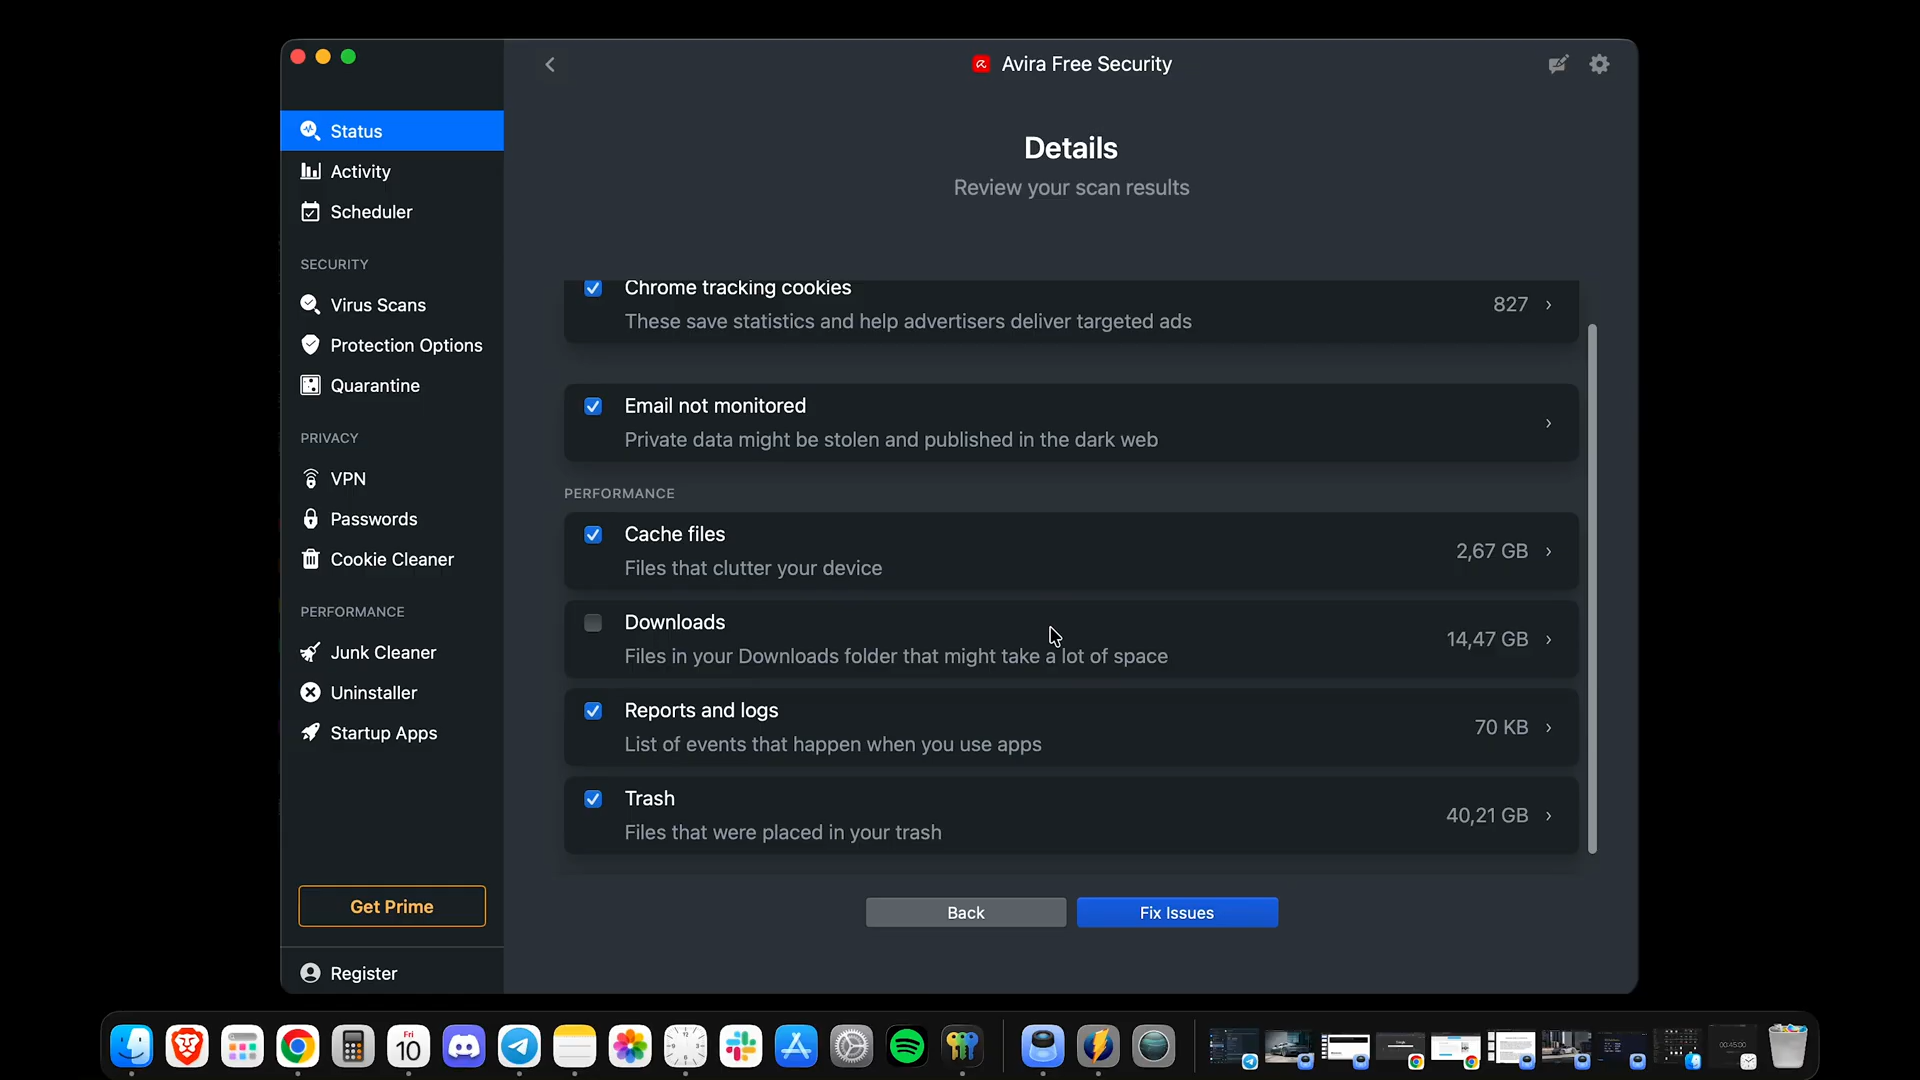 Avira Free Security
Status
Activity
Scheduler
SECURITY
Virus Scans
Protection Options
Quarantine
PRIVACY
VPN
Passwords
Cookie Cleaner
PERFORMANCE
Junk Cleaner
Uninstaller
Startup Apps
Get Prime
Register
Details
Review your scan results
Chrome tracking cookies
These save statistics and help advertisers deliver targeted ads
827
Email not monitored
Private data might be stolen and published in the dark web
PERFORMANCE
Cache files
Files that clutter your device
2,67 GB
Downloads
Files in your Downloads folder that might take a lot of space
14,47 GB
Reports and logs
List of events that happen when you use apps
70 KB
Trash
Files that were placed in your trash
40,21 GB
Back
Fix Issues
Fri
10
00:45:00